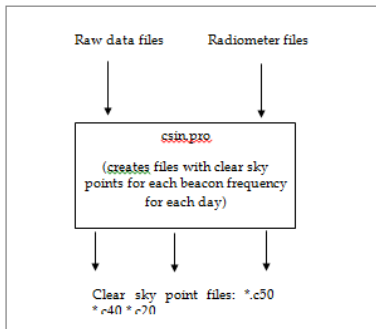 Raw data files Radiometer files
csin.pro
(creates files with clear sky
points for each beacon frequency
for each day)
Clear sky point files: *.c50
*.c40 *.c20